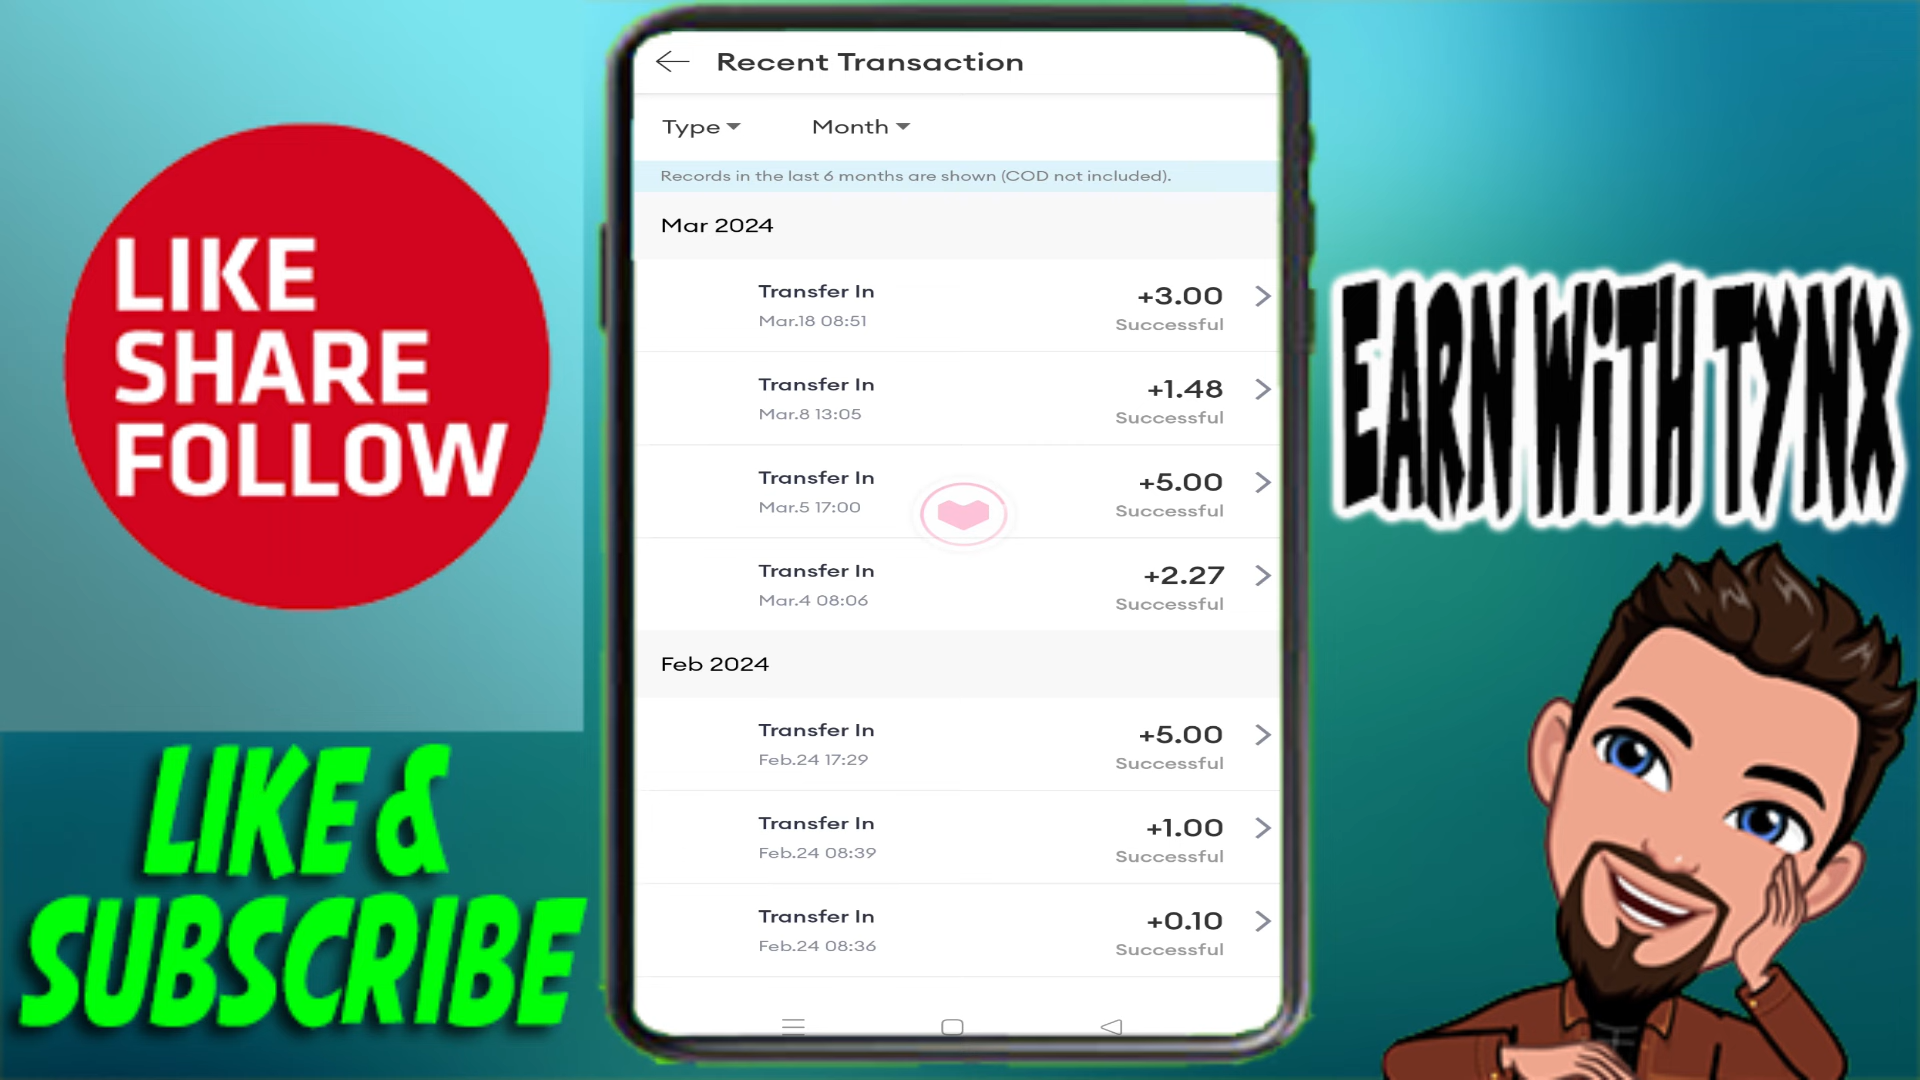 LIKE
SHARE
FOLLOW
LIKE &
SUBSCRIBE
Recent Transaction
Type
Month
Records in the last 6 months are shown (COD not included).
Mar 2024
Transfer In
+3.00
Mar.18 08:51
Successful
Transfer In
+1.48
Mar.8 13:05
Successful
Transfer In
+5.00
Mar.5 17:00
Successful
Transfer In
+2.27
Mar.4 08:06
Successful
Feb 2024
Transfer In
+5.00
Feb.24 17:29
Successful
Transfer In
+1.00
Feb.24 08:39
Successful
Transfer In
+0.10
Feb.24 08:36
Successful
EARN WiTH TYNX